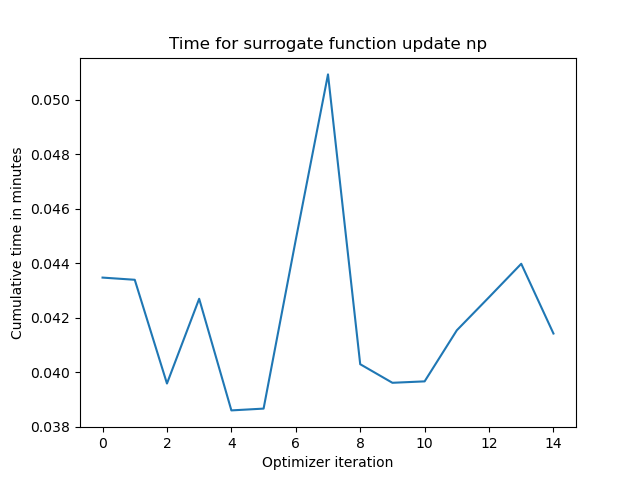 Time for surrogate function update np
Cumulative time in minutes
0.050
0.048
0.046
0.044
0.042
0.040
0.038
0 2 4 6 8 10 12 14
Optimizer iteration